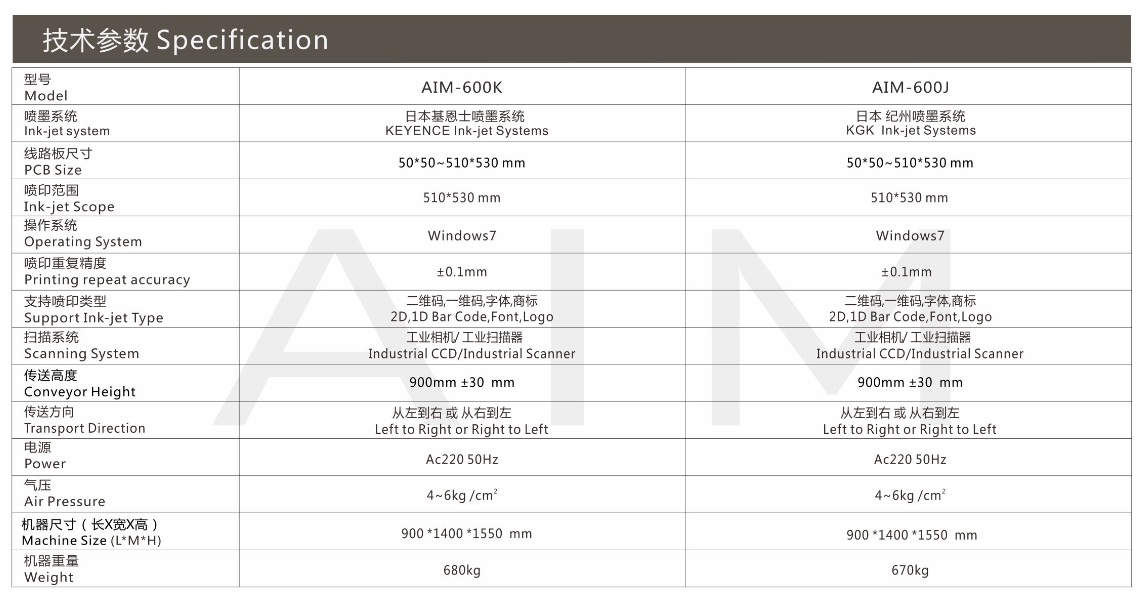 技术参数 Specification
型号
Model
AIM-600K
AIM-600J
喷墨系统
Ink-jet system
日本基恩士喷墨系统
KEYENCE Ink-jet Systems
日本 纪州喷墨系统
KGK Ink-jet Systems
线路板尺寸
PCB Size
50*50~510*530 mm
50*50~510*530 mm
喷印范围
Ink-jet Scope
510*530 mm
510*530 mm
操作系统
Operating System
Windows7
Windows7
喷印重复精度
Printing repeat accuracy
±0.1mm
±0.1mm
支持喷印类型
Support Ink-jet Type
二维码,一维码,字体,商标
2D,1D Bar Code,Font,Logo
二维码,一维码,字体,商标
2D,1D Bar Code,Font,Logo
扫描系统
Scanning System
工业相机/ 工业扫描器
Industrial CCD/Industrial Scanner
工业相机/ 工业扫描器
Industrial CCD/Industrial Scanner
传送高度
Conveyor Height
900mm ±30 mm
900mm ±30 mm
传送方向
Transport Direction
从左到右 或 从右到左
Left to Right or Right to Left
从左到右 或 从右到左
Left to Right or Right to Left
电源
Power
Ac220 50Hz
Ac220 50Hz
气压
Air Pressure
4~6kg /cm²
4~6kg /cm²
机器尺寸（长X宽X高）
Machine Size (L*M*H)
900 *1400 *1550 mm
900 *1400 *1550 mm
机器重量
Weight
680kg
670kg
AIM